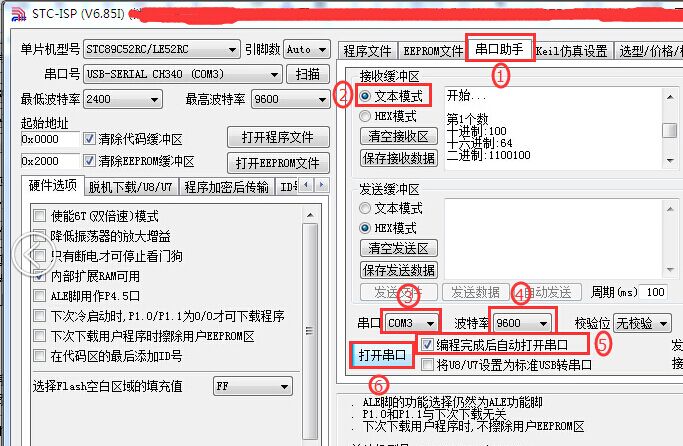 STC-ISP (V6.85I)
单片机型号 STC89C52RC/LE52RC 引脚数 Auto
串口号 USB-SERIAL CH340 (COM3) 扫描
最低波特率 2400 最高波特率 9600
起始地址
0x0000 清除代码缓冲区 打开程序文件
0x2000 清除EEPROM缓冲区 打开EEPROM文件
硬件选项 脱机下载/U8/U7 程序加密后传输 ID号
使能6T(双倍速)模式
降低振荡器的放大增益
只有断电才可停止看门狗
内部扩展RAM可用
ALE脚用作P4.5口
下次冷启动时,P1.0/P1.1为0/0才可下载程序
下次下载用户程序时擦除用户EEPROM区
在代码区的最后添加ID号
选择Flash空白区域的填充值 FF
程序文件 EEPROM文件 串口助手 Keil仿真设置 选型/价格/
①
接收缓冲区
② 文本模式
HEX模式
清空接收区
保存接收数据
开始...
第1个数
十进制:100
十六进制:64
二进制:1100100
发送缓冲区
文本模式
HEX模式
清空发送区
保存发送数据
发送文件 发送数据 自动发送 周期(ms) 100
③ ④
串口 COM3 波特率 9600 校验位 无校验
打开串口 编程完成后自动打开串口 ⑤ 发
将U8/U7设置为标准USB转串口 接
⑥
. ALE脚的功能选择仍然为ALE功能脚
. P1.0和P1.1与下次下载无关
. 下次下载用户程序时,不擦除用户EEPROM区